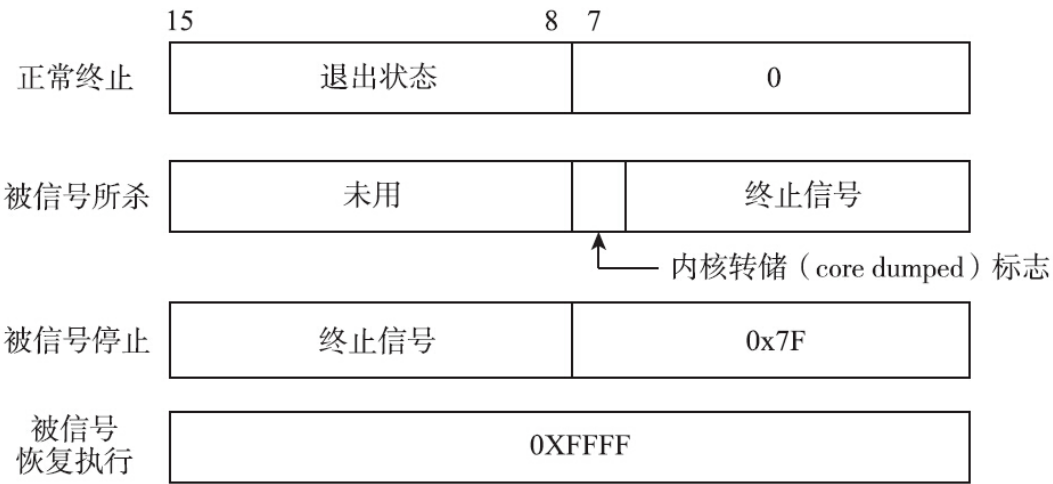 15 8 7
正常终止 退出状态 0
被信号所杀 未用 终止信号
内核转储（core dumped）标志
被信号停止 终止信号 0x7F
被信号
恢复执行
0XFFFF